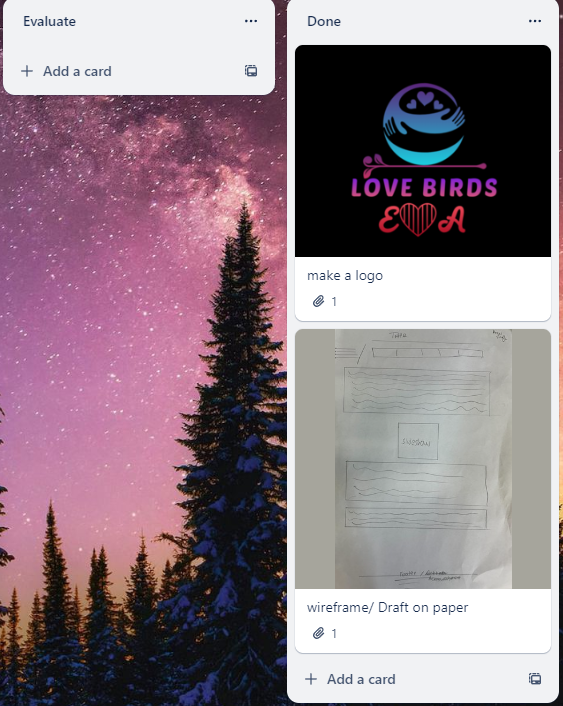 Evaluate
Add a card
Done
LOVE BIRDS
E A
make a logo
1
wireframe/ Draft on paper
1
Add a card